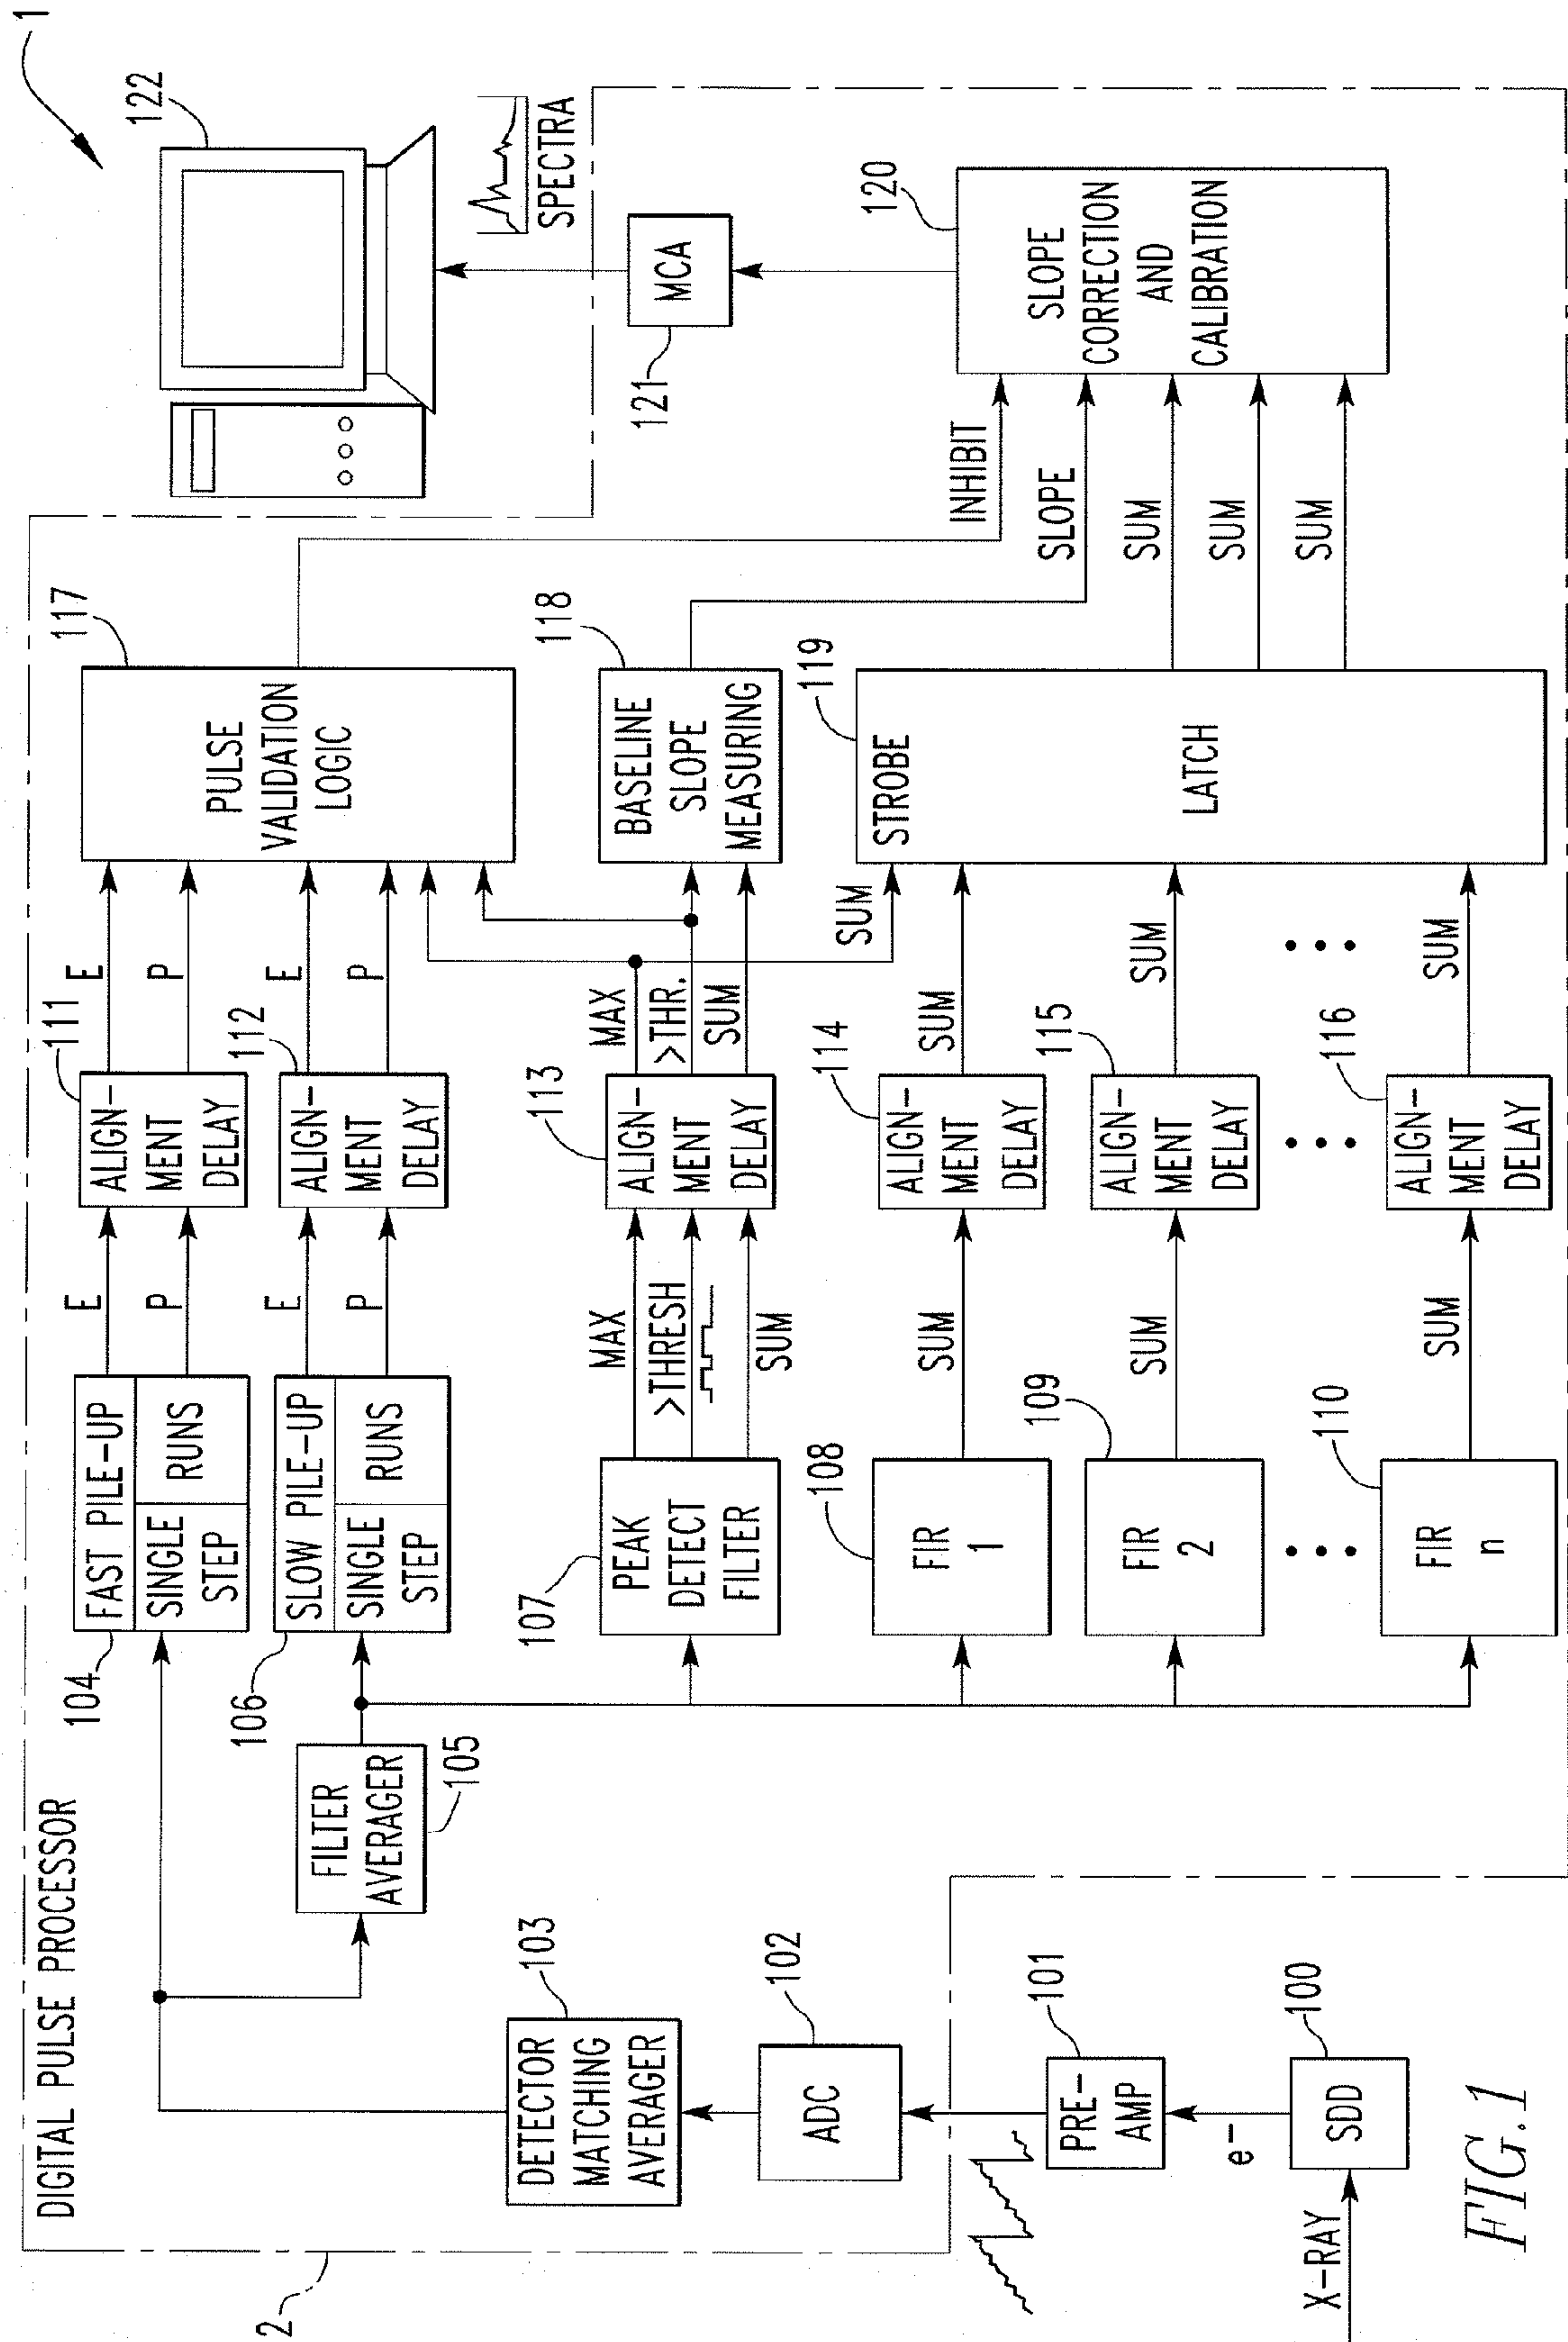 1
DIGITAL PULSE PROCESSOR
2
X-RAY
SDD
100
e−
PRE-
AMP
101
ADC
102
DETECTOR
MATCHING
AVERAGER
103
FILTER
AVERAGER
105
104
FAST PILE-UP
SINGLE
STEP
RUNS
106
SLOW PILE-UP
SINGLE
STEP
RUNS
107
PEAK
DETECT
FILTER
108
FIR
1
109
FIR
2
110
FIR
n
E
P
E
P
MAX
>THRESH
SUM
SUM
SUM
SUM
111
ALIGN-
MENT
DELAY
112
ALIGN-
MENT
DELAY
113
ALIGN-
MENT
DELAY
114
ALIGN-
MENT
DELAY
115
ALIGN-
MENT
DELAY
116
ALIGN-
MENT
DELAY
E
P
E
P
MAX
>THR.
SUM
SUM
SUM
SUM
SUM
117
PULSE
VALIDATION
LOGIC
118
BASELINE
SLOPE
MEASURING
119
STROBE
LATCH
INHIBIT
SLOPE
SUM
SUM
SUM
120
SLOPE
CORRECTION
AND
CALIBRATION
MCA
121
SPECTRA
122
FIG.1